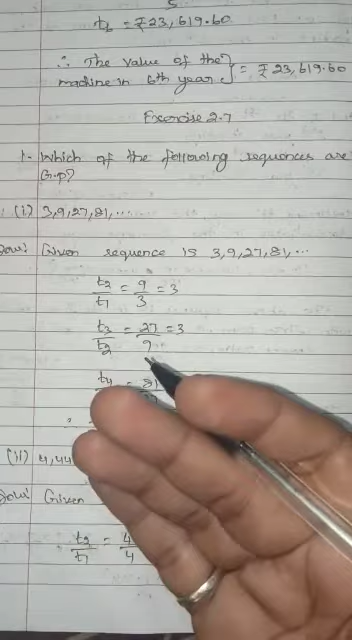 5
t₆ = ₹23,619.60
∴ The value of the
machine in 6th year } = ₹23,619.60
Exercise 2.7
1. Which of the following sequences are
G.P?
(i) 3,9,27,81,...
Given sequence is 3,9,27,81,...
t₂/t₁ = 9/3 = 3
t₃/t₂ = 27/9 = 3
t₄ = 81
(ii) 4,44
Given
t₂/t₁ = 4/4